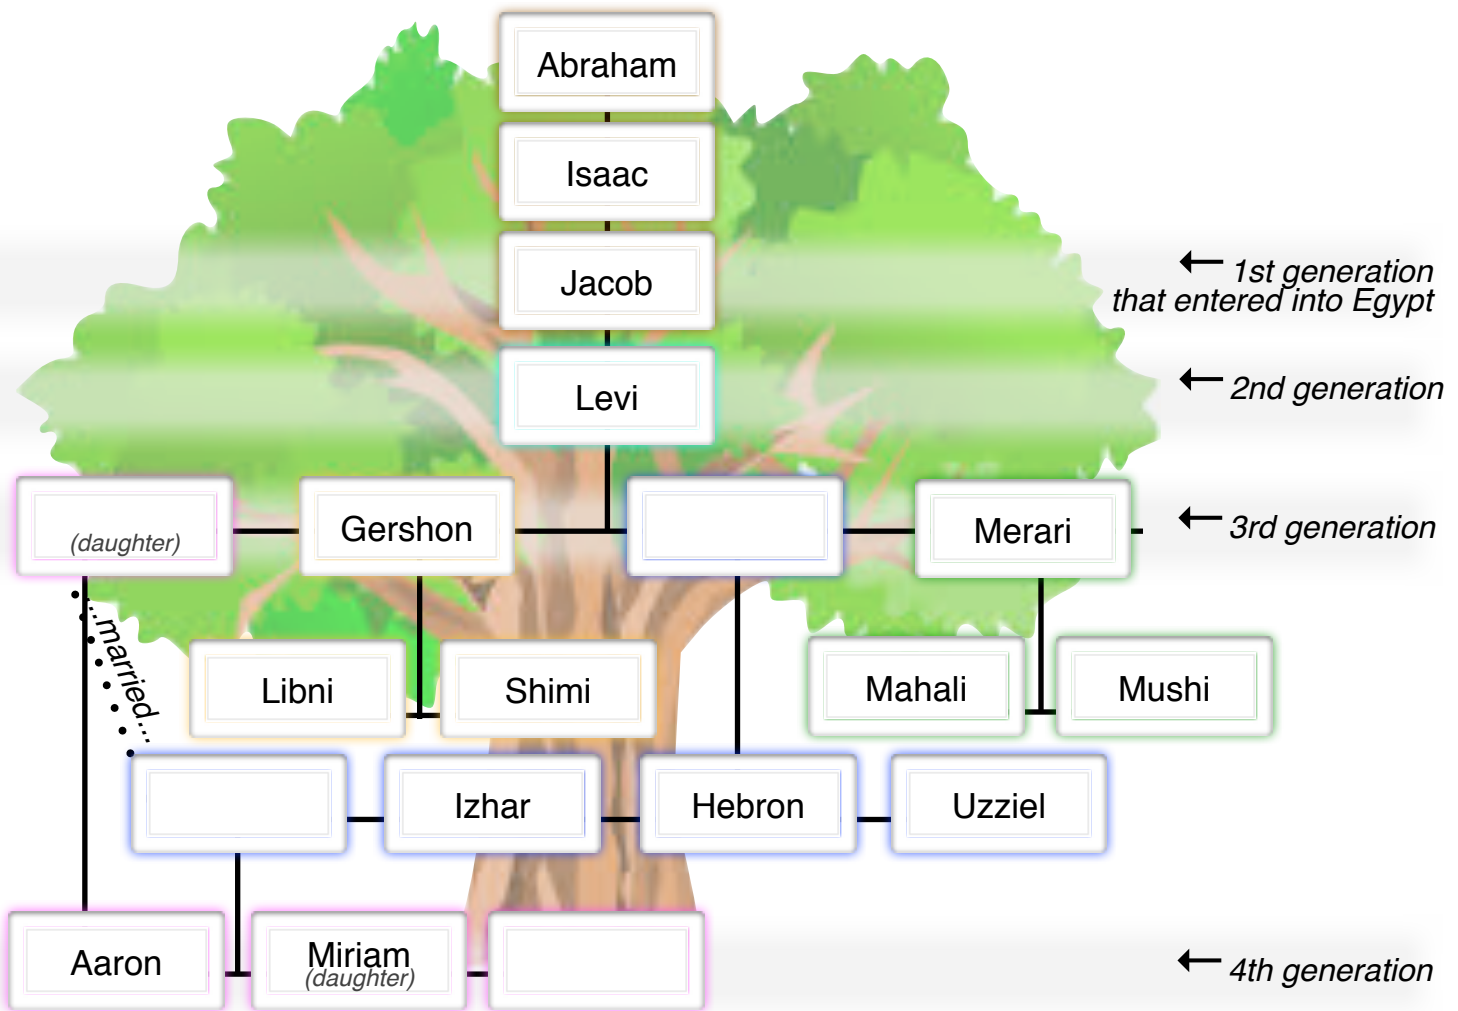 Abraham
Isaac
Jacob
← 1st generation
that entered into Egypt
Levi
← 2nd generation
(daughter)
Gershon
Merari
← 3rd generation
...married...
Libni
Shimi
Mahali
Mushi
Izhar
Hebron
Uzziel
Aaron
Miriam
(daughter)
← 4th generation